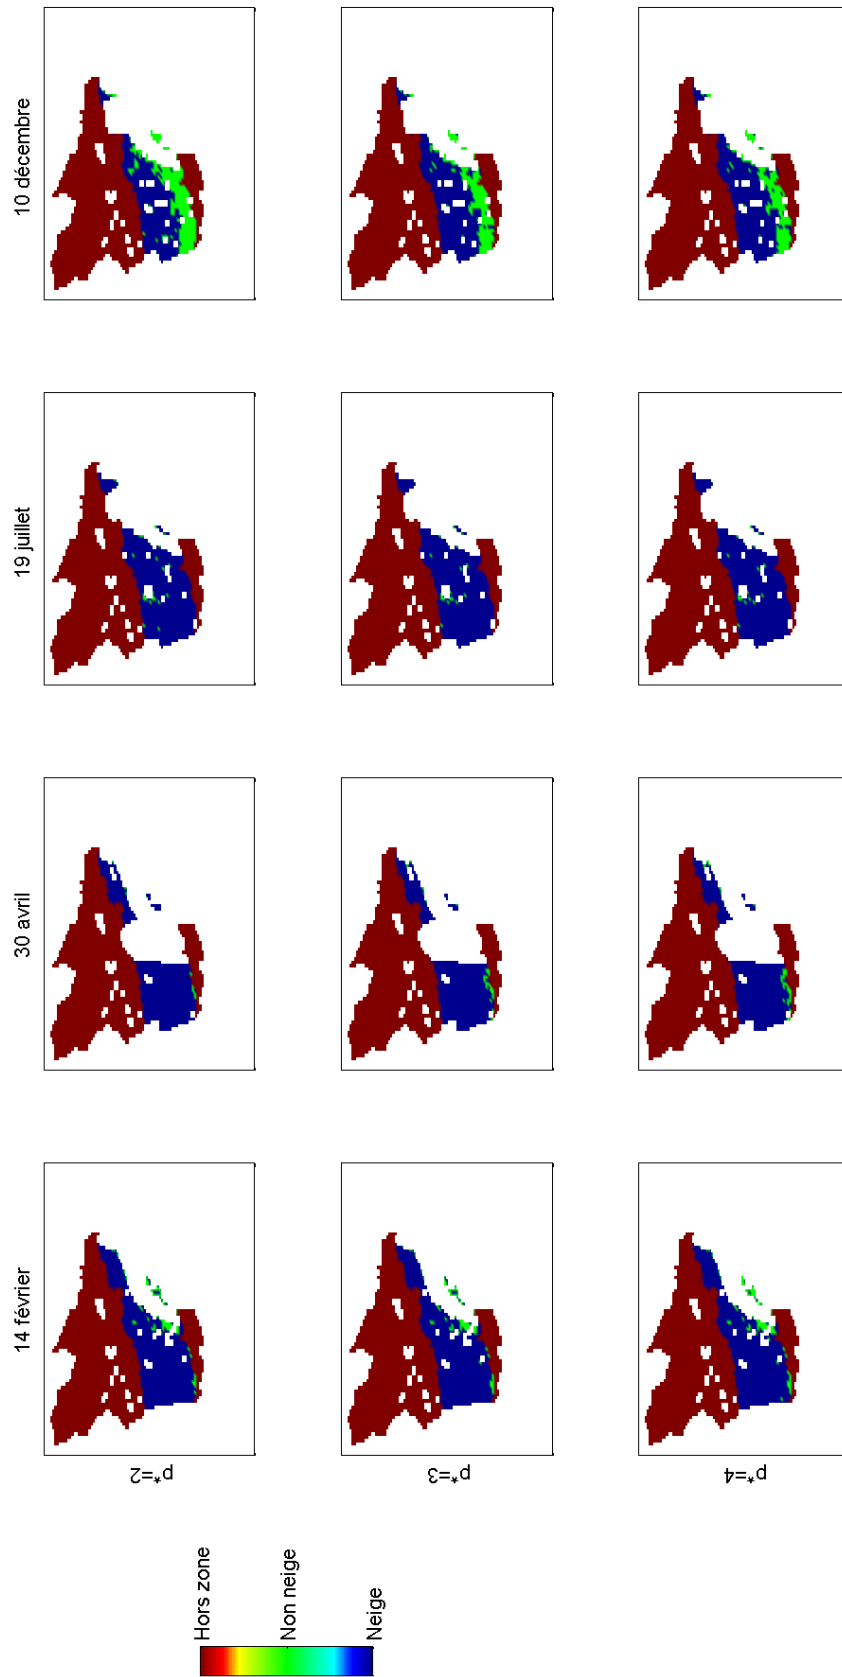 14 février
30 avril
19 juillet
10 décembre
p*=2
p*=3
p*=4
Hors zone
Non neige
Neige